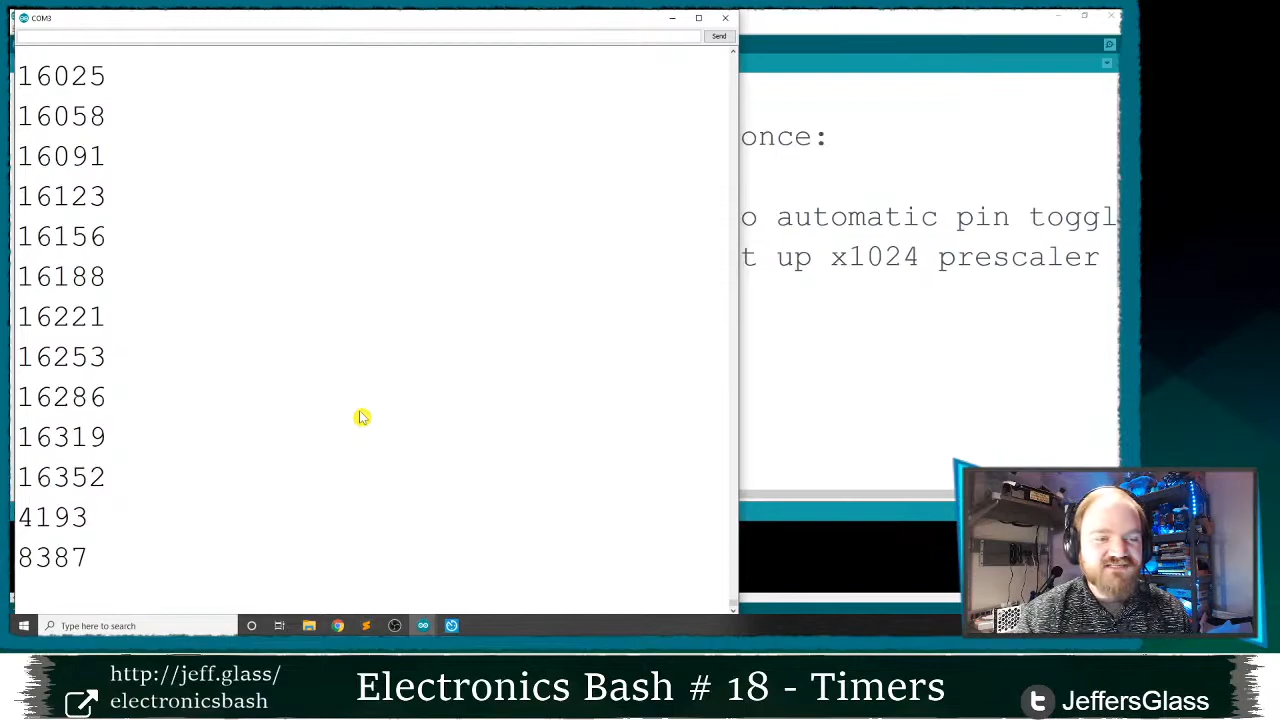 COM3
Send
16025
16058
16091
16123
16156
16188
16221
16253
16286
16319
16352
4193
8387
once:
o automatic pin toggl
t up x1024 prescaler
Type here to search
http://jeff.glass/
electronicsbash
Electronics Bash # 18 - Timers
JeffersGlass